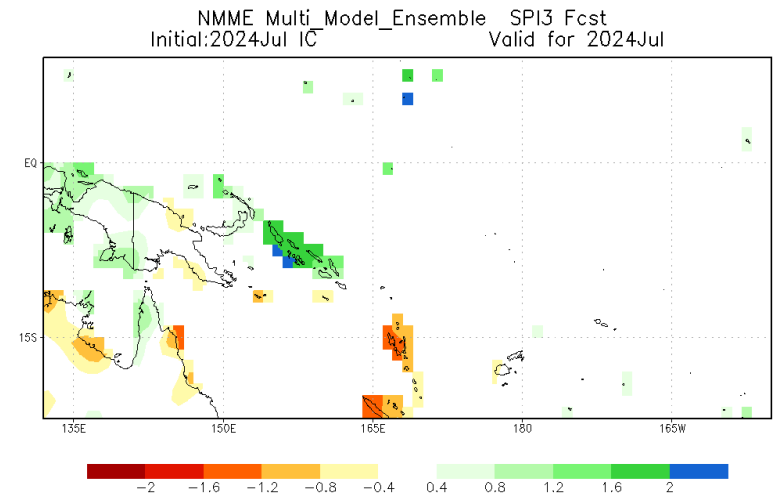 NMME Multi_Model_Ensemble SPI3 Fcst
Initial:2024Jul IC Valid for 2024Jul
EQ
15S
135E 150E 165E 180 165W
-2 -1.6 -1.2 -0.8 -0.4 0.4 0.8 1.2 1.6 2